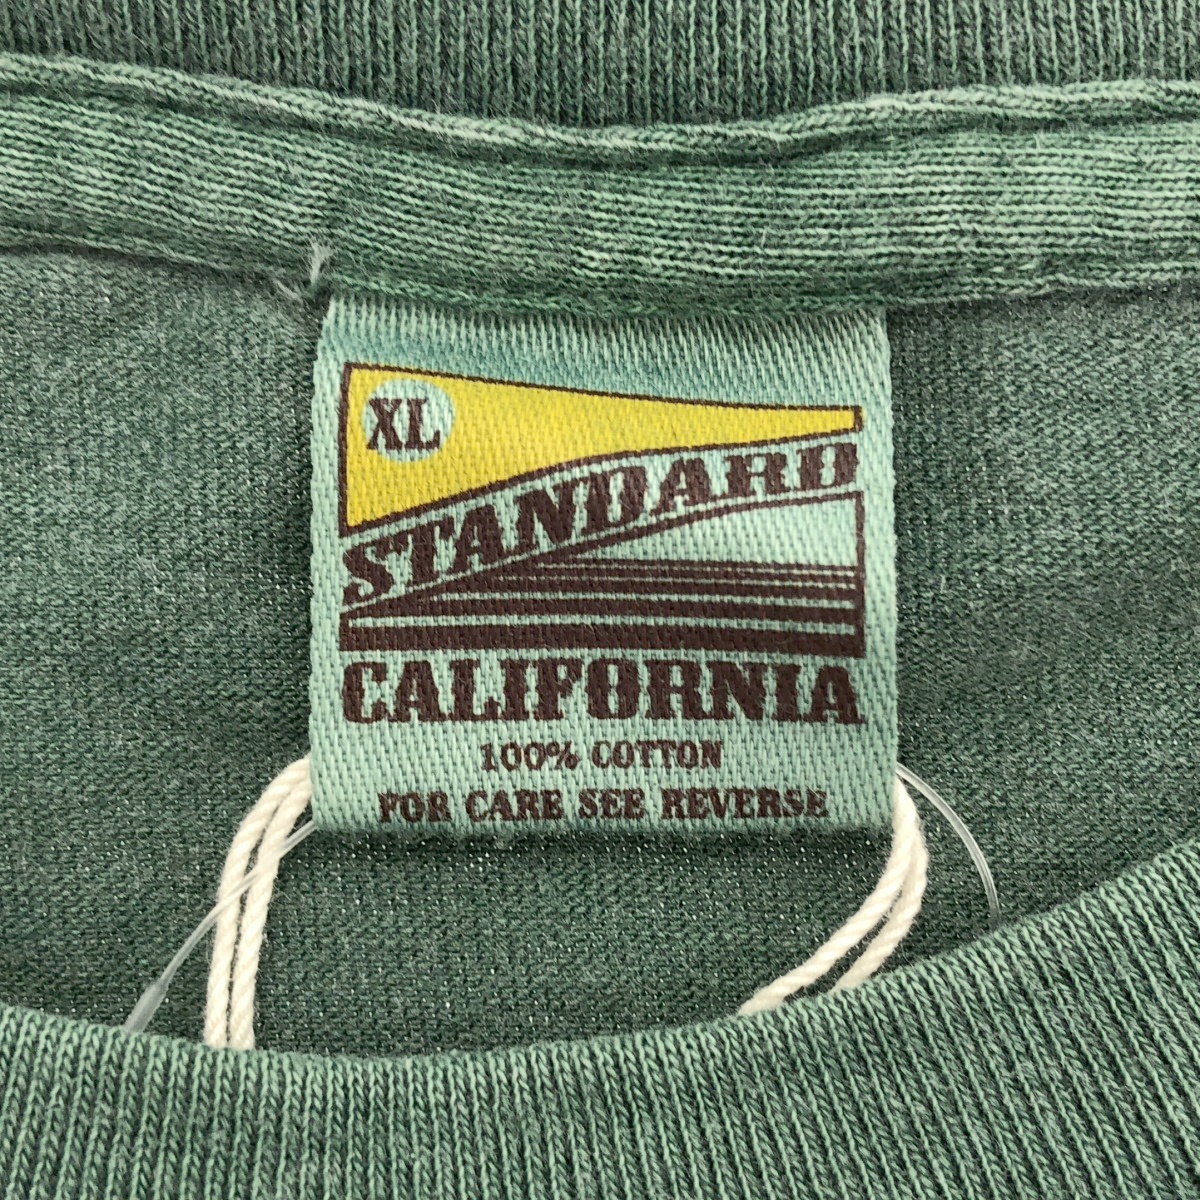 XL
STANDARD
CALIFORNIA
100% COTTON
FOR CARE SEE REVERSE